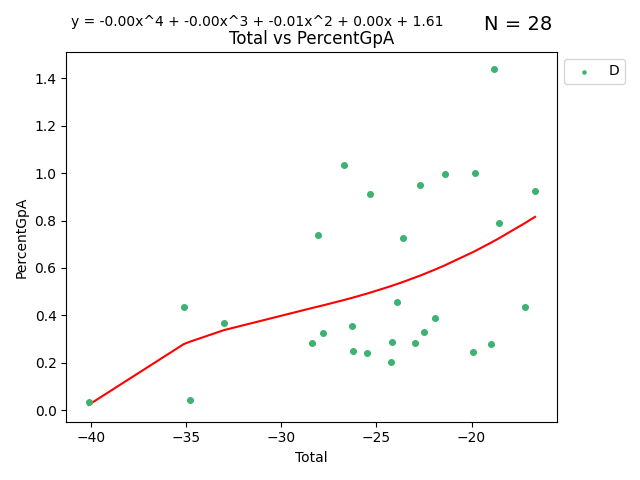 y = -0.00x^4 + -0.00x^3 + -0.01x^2 + 0.00x + 1.61
N = 28
Total vs PercentGpA
D
1.4
1.2
1.0
0.8
0.6
0.4
0.2
0.0
PercentGpA
−40
−35
−30
−25
−20
Total